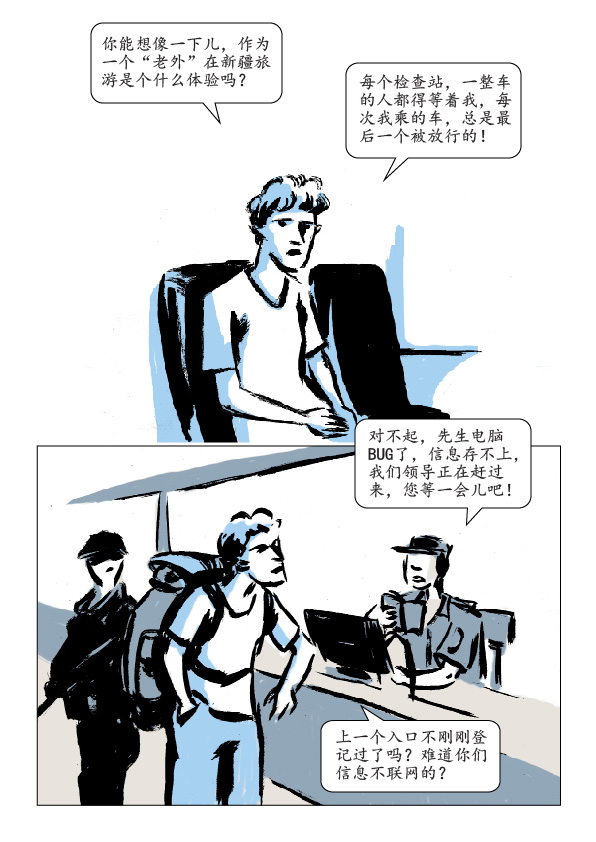 你能想像一下儿，作为
一个“老外”在新疆旅
游是个什么体验吗？
每个检查站，一整车
的人都得等着我，每
次我乘的车，总是最
后一个被放行的！
对不起，先生电脑
BUG了，信息存不上，
我们领导正在赶过
来，您等一会儿吧！
上一个入口不刚刚登
记过了吗？难道你们
信息不联网的？